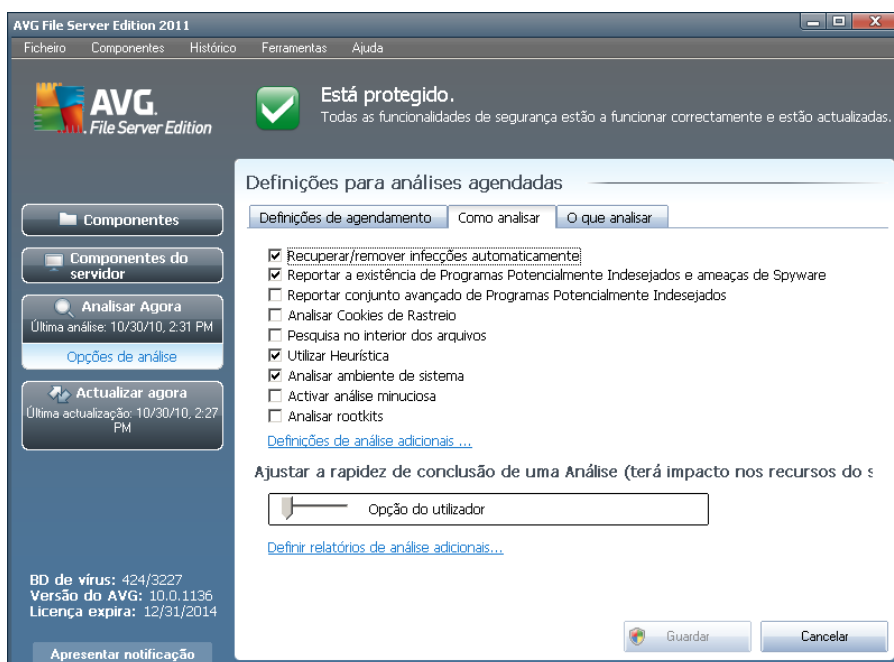 AVG File Server Edition 2011
Ficheiro Componentes Histórico Ferramentas Ajuda
AVG.
File Server Edition
Está protegido.
Todas as funcionalidades de segurança estão a funcionar correctamente e estão actualizadas.
Componentes
Componentes do
servidor
Analisar Agora
Última análise: 10/30/10, 2:31 PM
Opções de análise
Actualizar agora
Última actualização: 10/30/10, 2:27
PM
BD de vírus: 424/3227
Versão do AVG: 10.0.1136
Licença expira: 12/31/2014
Apresentar notificação
Definições para análises agendadas
Definições de agendamento Como analisar O que analisar
Recuperar/remover infecções automaticamente
Reportar a existência de Programas Potencialmente Indesejados e ameaças de Spyware
Reportar conjunto avançado de Programas Potencialmente Indesejados
Analisar Cookies de Rastreio
Pesquisa no interior dos arquivos
Utilizar Heurística
Analisar ambiente de sistema
Activar análise minuciosa
Analisar rootkits
Definições de análise adicionais ...
Ajustar a rapidez de conclusão de uma Análise (terá impacto nos recursos do s
Opção do utilizador
Definir relatórios de análise adicionais...
Guardar Cancelar